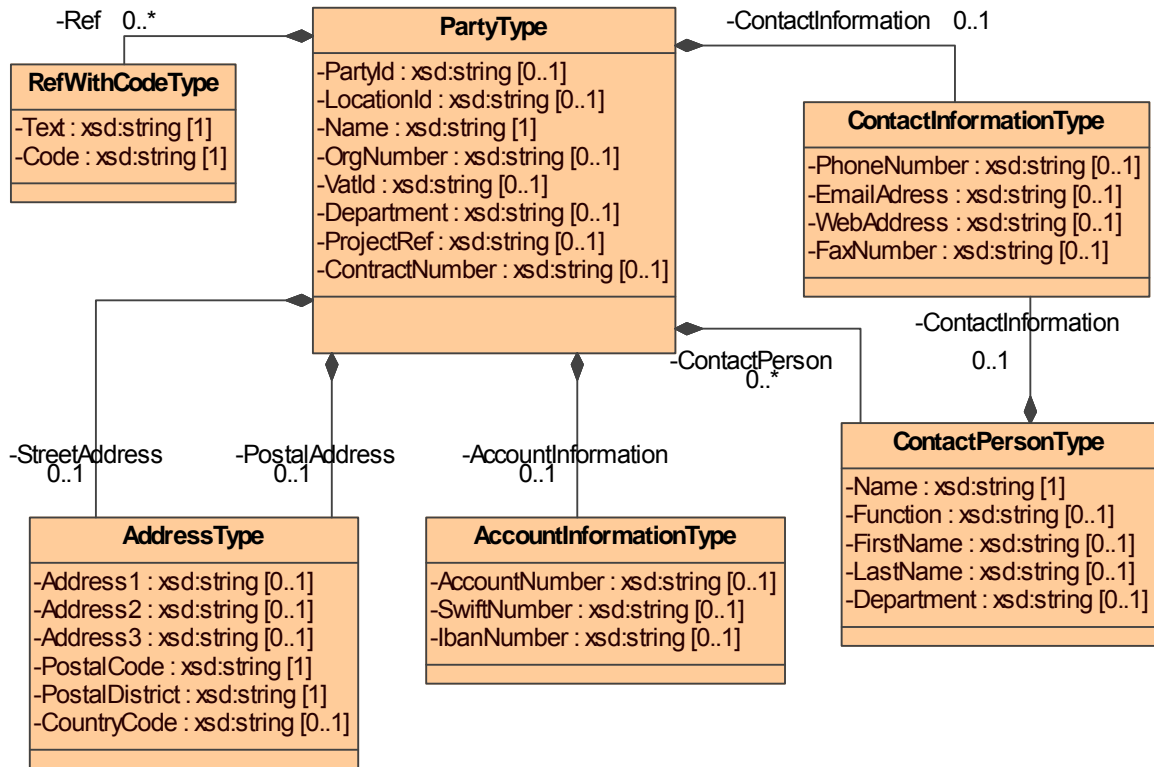 -Ref 0..*
RefWithCodeType
-Text : xsd:string [1]
-Code : xsd:string [1]
PartyType
-PartyId : xsd:string [0..1]
-LocationId : xsd:string [0..1]
-Name : xsd:string [1]
-OrgNumber : xsd:string [0..1]
-VatId : xsd:string [0..1]
-Department : xsd:string [0..1]
-ProjectRef : xsd:string [0..1]
-ContractNumber : xsd:string [0..1]
-ContactInformation 0..1
ContactInformationType
-PhoneNumber : xsd:string [0..1]
-EmailAdress : xsd:string [0..1]
-WebAddress : xsd:string [0..1]
-FaxNumber : xsd:string [0..1]
-ContactInformation
0..1
-ContactPerson
0..*
ContactPersonType
-Name : xsd:string [1]
-Function : xsd:string [0..1]
-FirstName : xsd:string [0..1]
-LastName : xsd:string [0..1]
-Department : xsd:string [0..1]
-StreetAddress
0..1
-PostalAddress
0..1
-AccountInformation
0..1
AddressType
-Address1 : xsd:string [0..1]
-Address2 : xsd:string [0..1]
-Address3 : xsd:string [0..1]
-PostalCode : xsd:string [1]
-PostalDistrict : xsd:string [1]
-CountryCode : xsd:string [0..1]
AccountInformationType
-AccountNumber : xsd:string [0..1]
-SwiftNumber : xsd:string [0..1]
-IbanNumber : xsd:string [0..1]